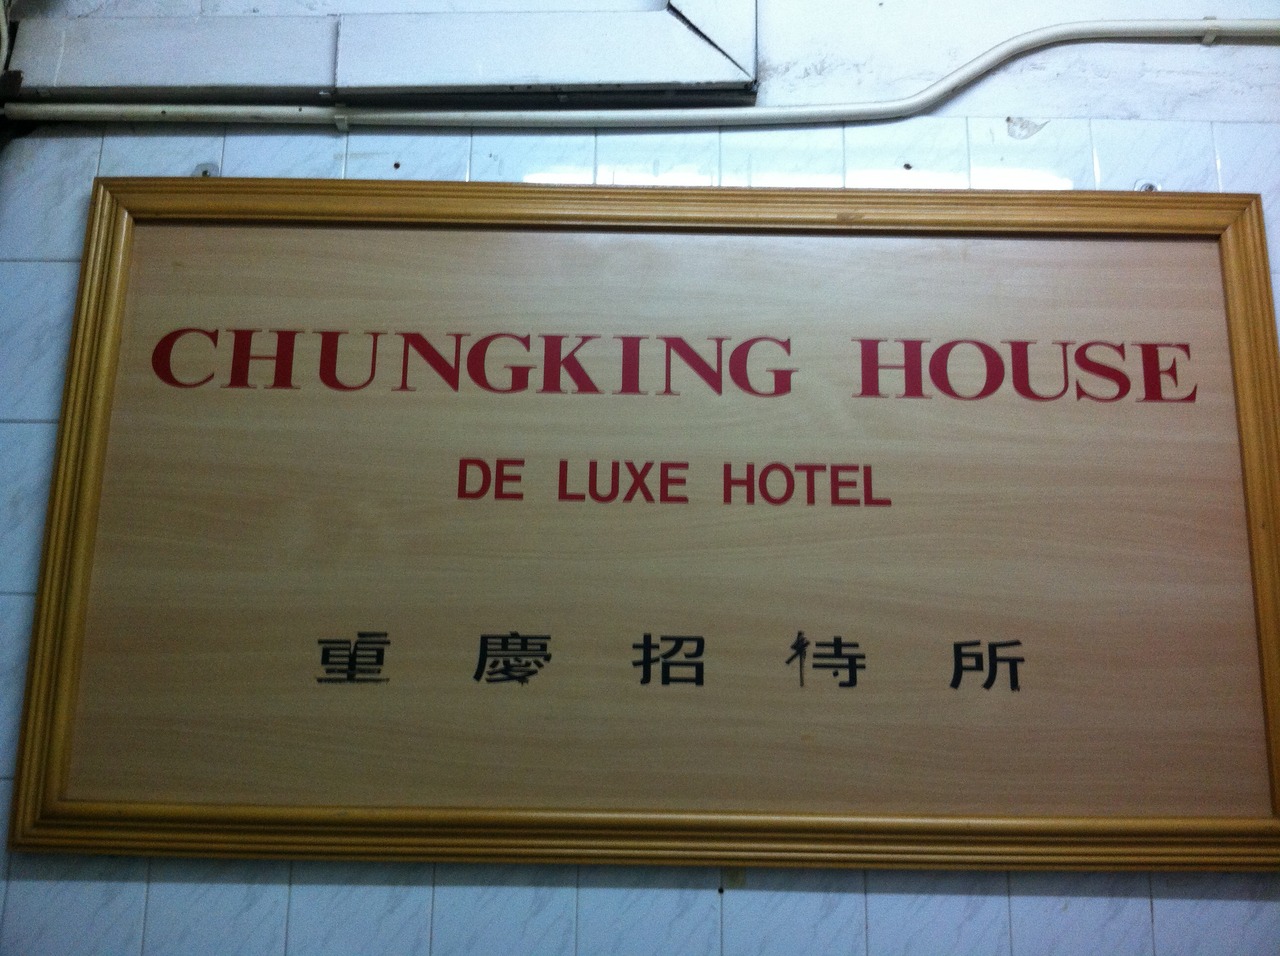 CHUNGKING HOUSE
DE LUXE HOTEL
重慶招待所